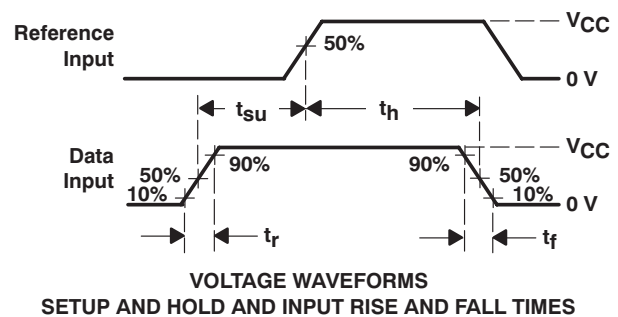 Reference
Input
50%
VCC
0 V
tsu
th
Data
Input
50%
10%
90%
90%
50%
10%
VCC
0 V
tr
tf
VOLTAGE WAVEFORMS
SETUP AND HOLD AND INPUT RISE AND FALL TIMES